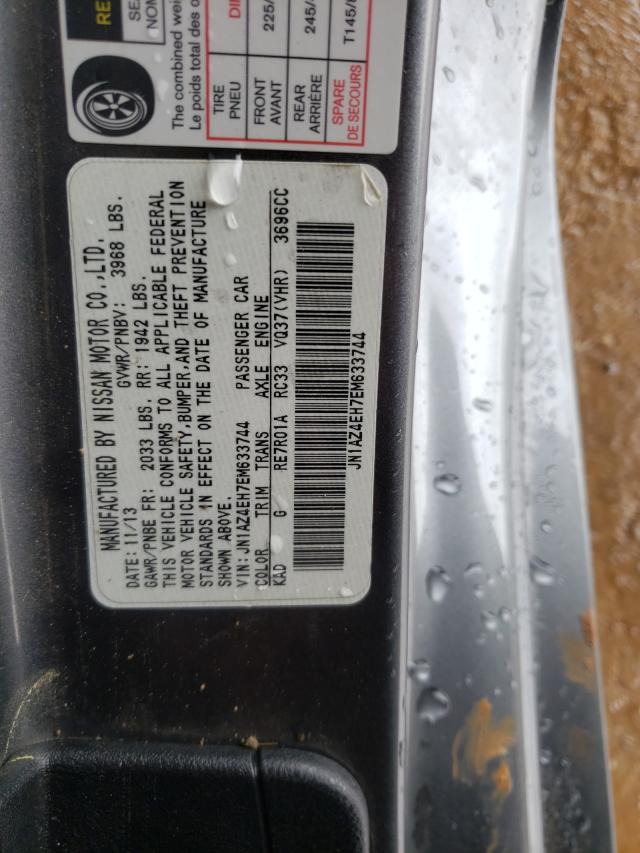 RE
SE
NOM
The combined wei
Le poids total des o
TIRE
PNEU
DI
FRONT
AVANT
225/
REAR
ARRIÈRE
245/
SPARE
DE SECOURS
T145/
MANUFACTURED BY NISSAN MOTOR CO.,LTD.
DATE: 11/13 GVWR/PNBV: 3968 LBS.
GAWR/PNBE FR: 2033 LBS. RR: 1942 LBS.
THIS VEHICLE CONFORMS TO ALL APPLICABLE FEDERAL
MOTOR VEHICLE SAFETY,BUMPER,AND THEFT PREVENTION
STANDARDS IN EFFECT ON THE DATE OF MANUFACTURE
SHOWN ABOVE.
VIN: JN1AZ4EH7EM633744 PASSENGER CAR
COLOR TRIM TRANS AXLE ENGINE
KAD G RE7R01A RC33 VQ37(VHR) 3696CC
JN1AZ4EH7EM633744